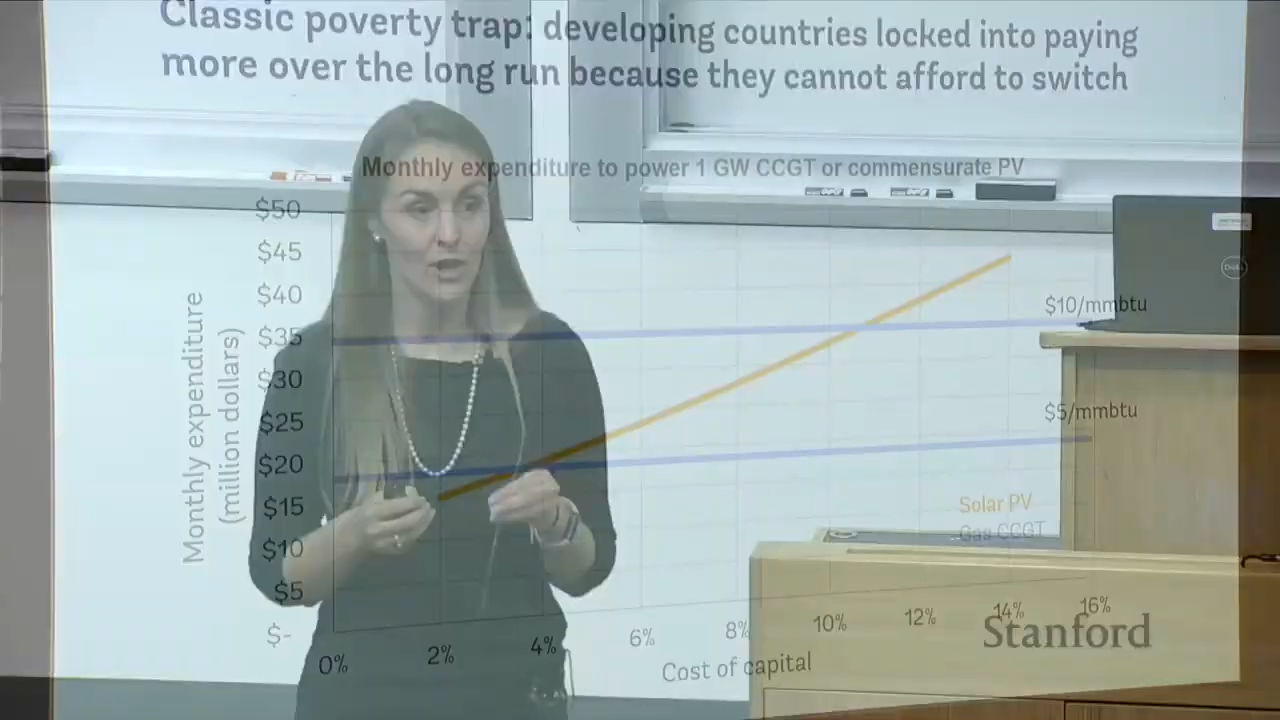 Classic poverty trap: developing countries locked into paying
more over the long run because they cannot afford to switch
Monthly expenditure to power 1 GW CCGT or commensurate PV
Monthly expenditure
(million dollars)
$50
$45
$40
$35
$30
$25
$20
$15
$10
$5
$-
$10/mmbtu
$5/mmbtu
Solar PV
Gas CCGT
0%
2%
4%
6%
8%
10%
12%
14%
16%
Cost of capital
Stanford
DELL